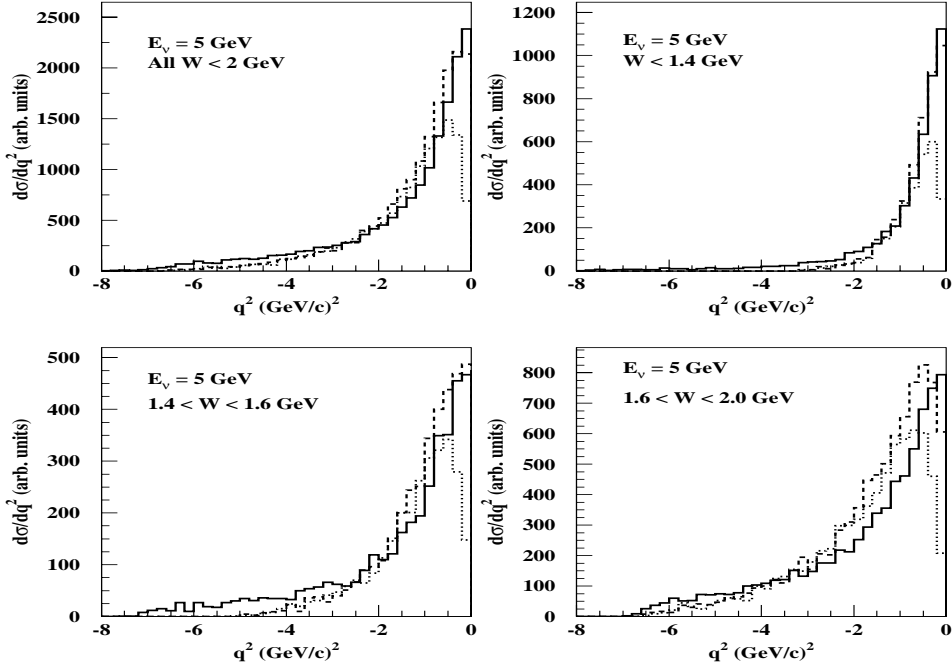 2500
2000
1500
1000
500
0
dσ/dq² (arb. units)
E_ν = 5 GeV
All W < 2 GeV
-8 -6 -4 -2 0
q² (GeV/c)²
1200
1000
800
600
400
200
0
dσ/dq² (arb. units)
E_ν = 5 GeV
W < 1.4 GeV
-8 -6 -4 -2 0
q² (GeV/c)²
500
400
300
200
100
0
dσ/dq² (arb. units)
E_ν = 5 GeV
1.4 < W < 1.6 GeV
-8 -6 -4 -2 0
q² (GeV/c)²
800
700
600
500
400
300
200
100
0
dσ/dq² (arb. units)
E_ν = 5 GeV
1.6 < W < 2.0 GeV
-8 -6 -4 -2 0
q² (GeV/c)²